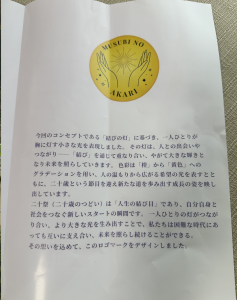 MUSUBI NO
AKARI
今回のコンセプトである「結びの灯」に基づき、一人ひとりが
胸に灯す小さな光を表現しました。その灯は、人との出会いや
つながり――「結び」を通じて重なり合い、やがて大きな輝きと
なり未来を照らしていきます。色彩は「橙」から「黄色」への
グラデーションを用い、人の温もりから広がる希望の光を表すとと
もに、二十歳という節目を迎え新たな道を歩み出す成長の姿を映
し出しています。
二十祭（二十歳のつどい）は「人生の結び目」であり、自分自身と
社会をつなぐ新しいスタートの瞬間です。一人ひとりの灯がつなが
り合い、より大きな光を生み出すことで、私たちは困難な時代にあ
っても互いに支え合い、未来を照らし続けることができる。
その思いを込めて、このロゴマークをデザインしました。